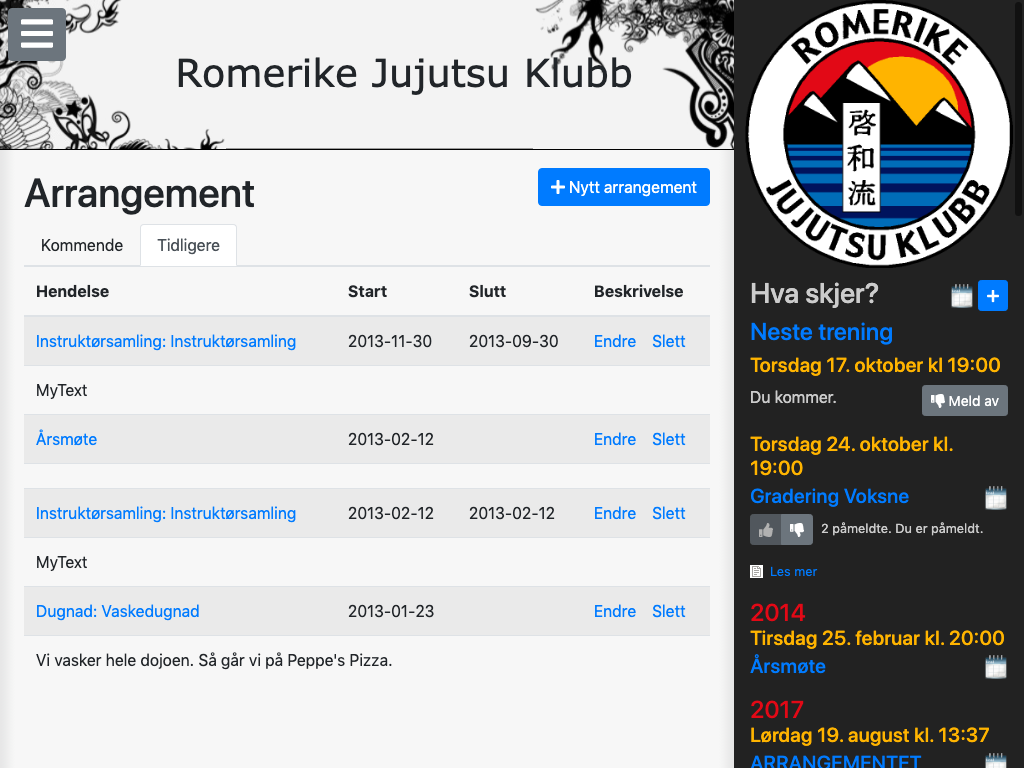 Romerike Jujutsu Klubb
Arrangement
Nytt arrangement
Kommende Tidligere
Hendelse Start Slutt Beskrivelse
Instruktørsamling: Instruktørsamling 2013-11-30 2013-09-30 Endre Slett
MyText
Årsmøte 2013-02-12 Endre Slett
Instruktørsamling: Instruktørsamling 2013-02-12 2013-02-12 Endre Slett
MyText
Dugnad: Vaskedugnad 2013-01-23 Endre Slett
Vi vasker hele dojoen. Så går vi på Peppe's Pizza.
ROMERIKE
啓和流
JUJUTSU KLUBB
Hva skjer?
Neste trening
Torsdag 17. oktober kl 19:00
Du kommer. Meld av
Torsdag 24. oktober kl.
19:00
Gradering Voksne
2 påmeldte. Du er påmeldt.
Les mer
2014
Tirsdag 25. februar kl. 20:00
Årsmøte
2017
Lørdag 19. august kl. 13:37
ARRANGEMENTET